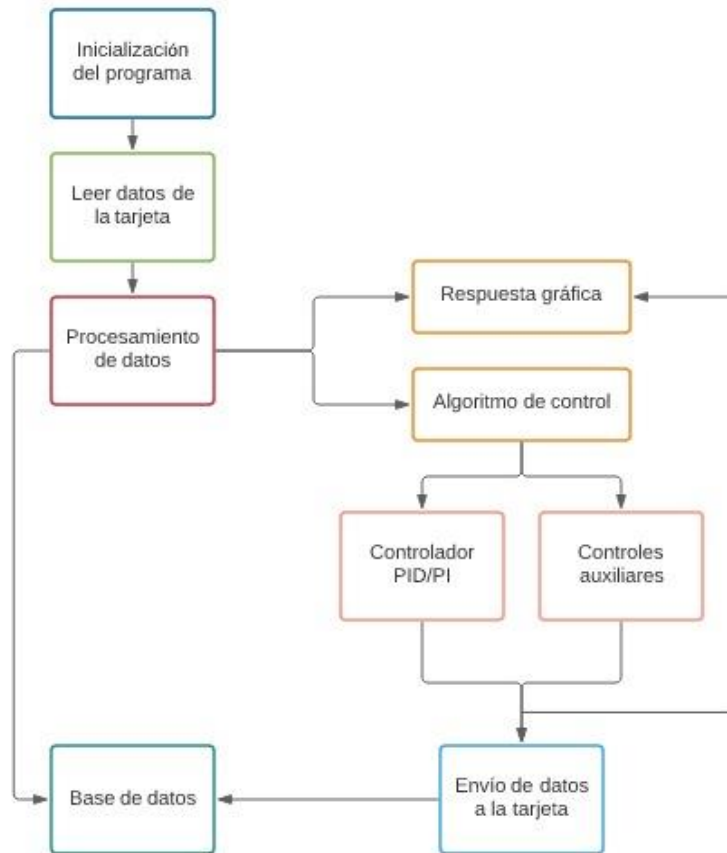 Inicialización
del programa
Leer datos de
la tarjeta
Procesamiento
de datos
Respuesta gráfica
Algoritmo de control
Controlador
PID/PI
Controles
auxiliares
Base de datos
Envío de datos
a la tarjeta